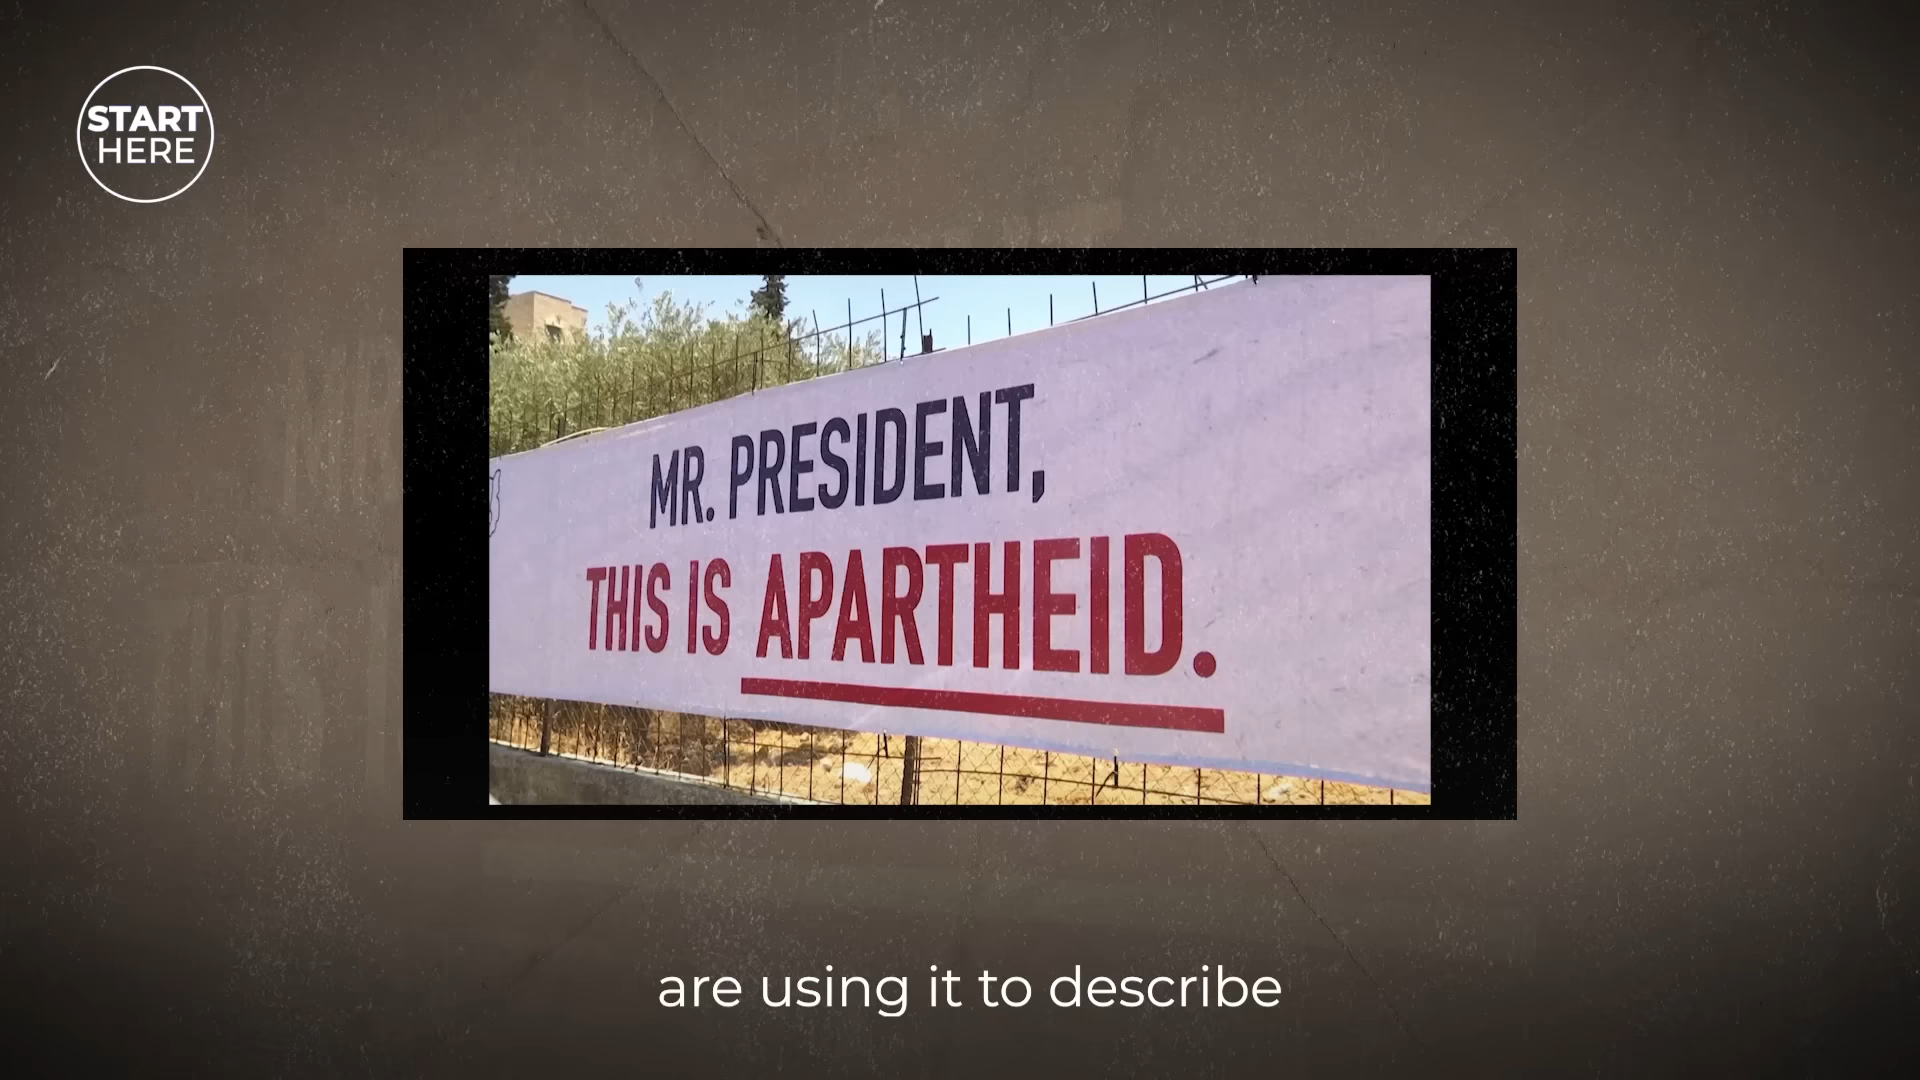 START
HERE
MR. PRESIDENT,
THIS IS APARTHEID.
are using it to describe